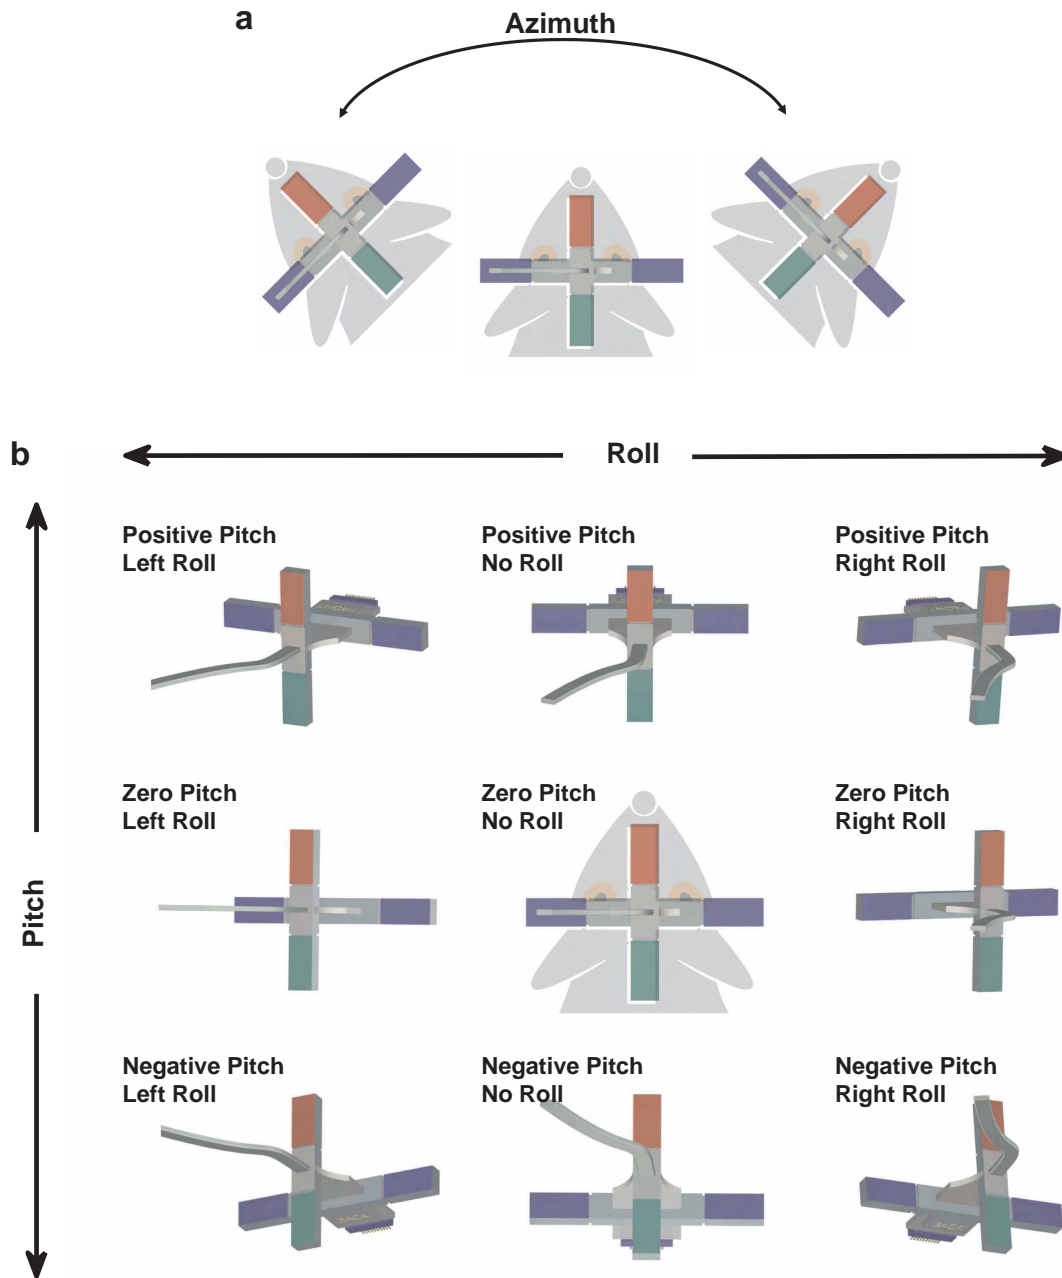 a
Azimuth
b
Roll
Pitch
Positive Pitch
Left Roll
Positive Pitch
No Roll
Positive Pitch
Right Roll
Zero Pitch
Left Roll
Zero Pitch
No Roll
Zero Pitch
Right Roll
Negative Pitch
Left Roll
BACK
Negative Pitch
No Roll
Negative Pitch
Right Roll
BACK